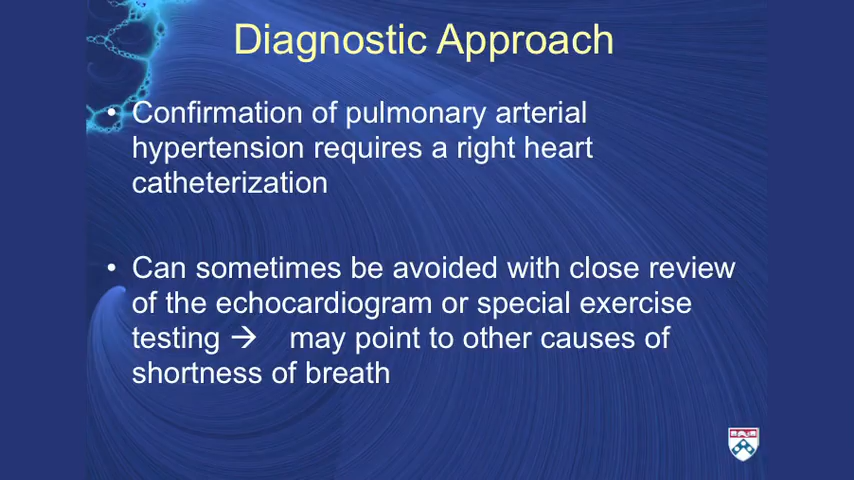 Diagnostic Approach
• Confirmation of pulmonary arterial
hypertension requires a right heart
catheterization
• Can sometimes be avoided with close review
of the echocardiogram or special exercise
testing → may point to other causes of
shortness of breath